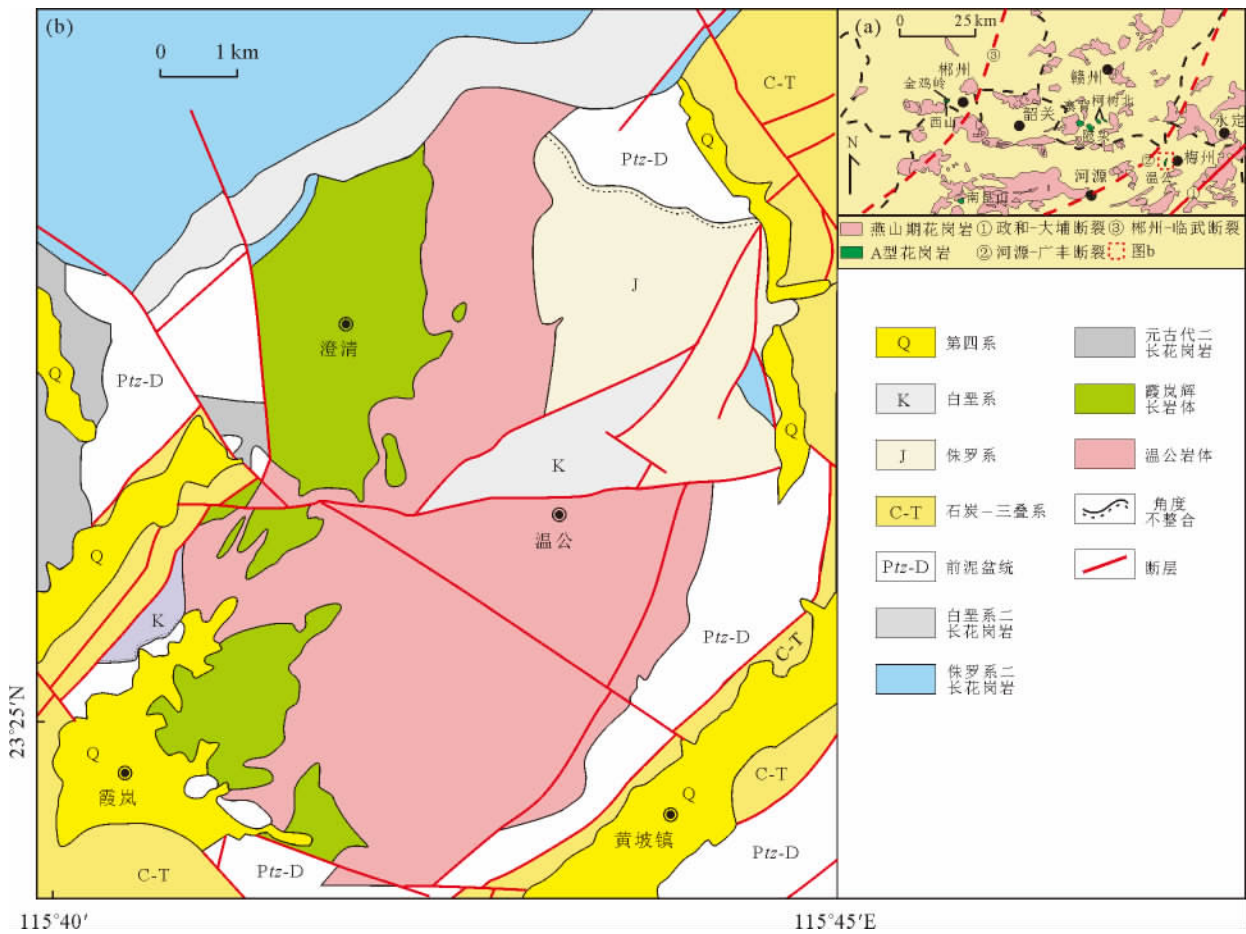 (b)
0 1 km
C-T
Q
Ptz-D
J
澄清
Ptz-D
Q
K
Q
温公
Q
K
Ptz-D
C-T
Q
霞岚
Q
黄坡镇
C-T
Ptz-D
Ptz-D
C-T
23°25′N
115°40′
115°45′E
(a)
0 25 km
③
郴州
赣州
金鸡岭
西山
韶关
柯树北
永定
N
②
梅州
温公
河源
南昆山
①
燕山期花岗岩 ①政和-大埔断裂 ③郴州-临武断裂
A型花岗岩 ②河源-广丰断裂 图b
Q 第四系
K 白垩系
J 侏罗系
C-T 石炭-三叠系
Ptz-D 前泥盆统
白垩系二
长花岗岩
侏罗系二
长花岗岩
元古代二
长花岗岩
霞岚辉
长岩体
温公岩体
角度
不整合
断层